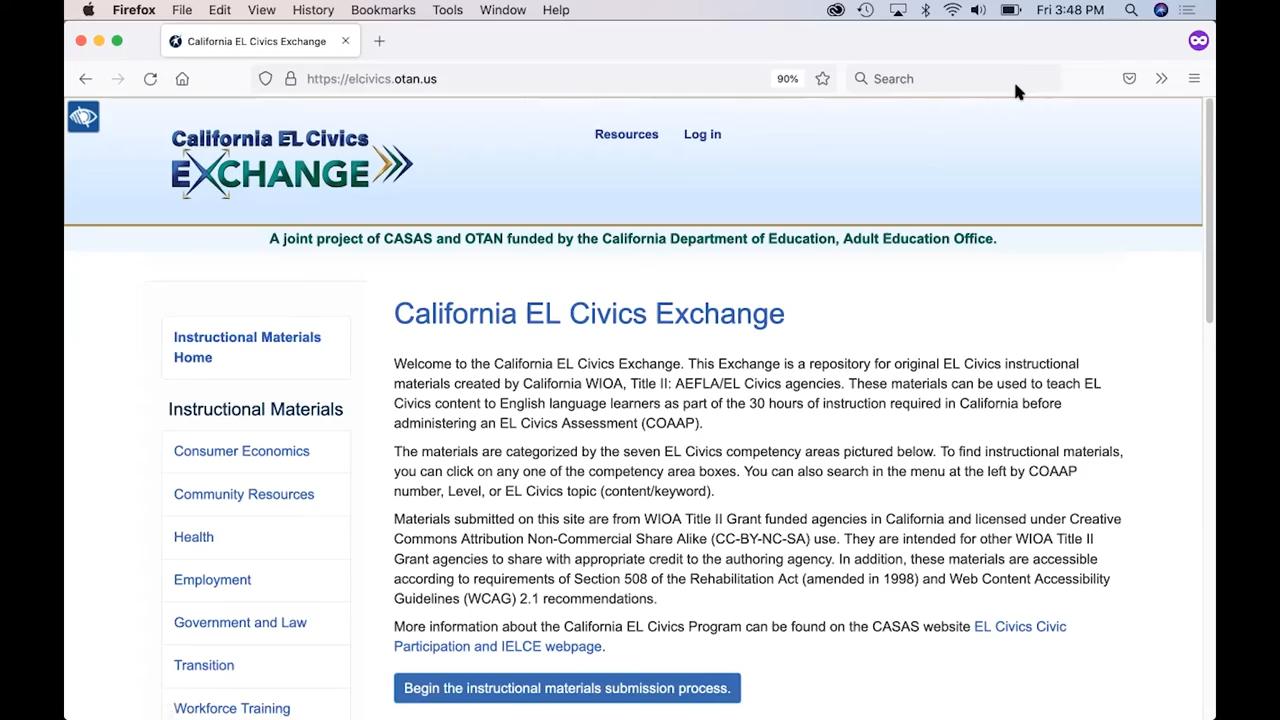 Firefox File Edit View History Bookmarks Tools Window Help Fri 3:48 PM
California EL Civics Exchange
https://elcivics.otan.us 90% Search
California EL Civics
EXCHANGE
Resources Log in
A joint project of CASAS and OTAN funded by the California Department of Education, Adult Education Office.
Instructional Materials
Home
Instructional Materials
Consumer Economics
Community Resources
Health
Employment
Government and Law
Transition
Workforce Training
California EL Civics Exchange
Welcome to the California EL Civics Exchange. This Exchange is a repository for original EL Civics instructional
materials created by California WIOA, Title II: AEFLA/EL Civics agencies. These materials can be used to teach EL
Civics content to English language learners as part of the 30 hours of instruction required in California before
administering an EL Civics Assessment (COAAP).
The materials are categorized by the seven EL Civics competency areas pictured below. To find instructional materials,
you can click on any one of the competency area boxes. You can also search in the menu at the left by COAAP
number, Level, or EL Civics topic (content/keyword).
Materials submitted on this site are from WIOA Title II Grant funded agencies in California and licensed under Creative
Commons Attribution Non-Commercial Share Alike (CC-BY-NC-SA) use. They are intended for other WIOA Title II
Grant agencies to share with appropriate credit to the authoring agency. In addition, these materials are accessible
according to requirements of Section 508 of the Rehabilitation Act (amended in 1998) and Web Content Accessibility
Guidelines (WCAG) 2.1 recommendations.
More information about the California EL Civics Program can be found on the CASAS website EL Civics Civic
Participation and IELCE webpage.
Begin the instructional materials submission process.